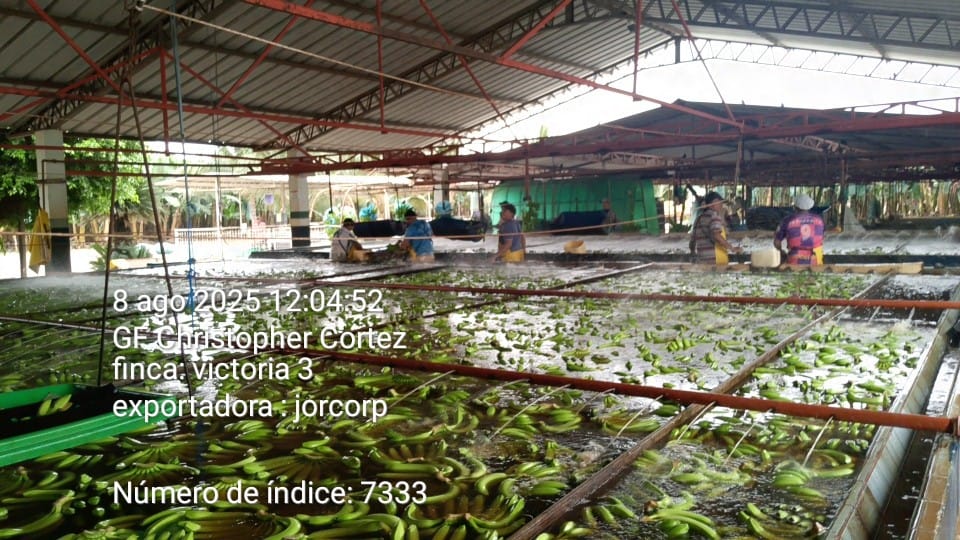 8 ago 2025 12:04:52
GF Christopher Cortez
finca: victoria 3
exportadora : jorcorp
Número de índice: 7333